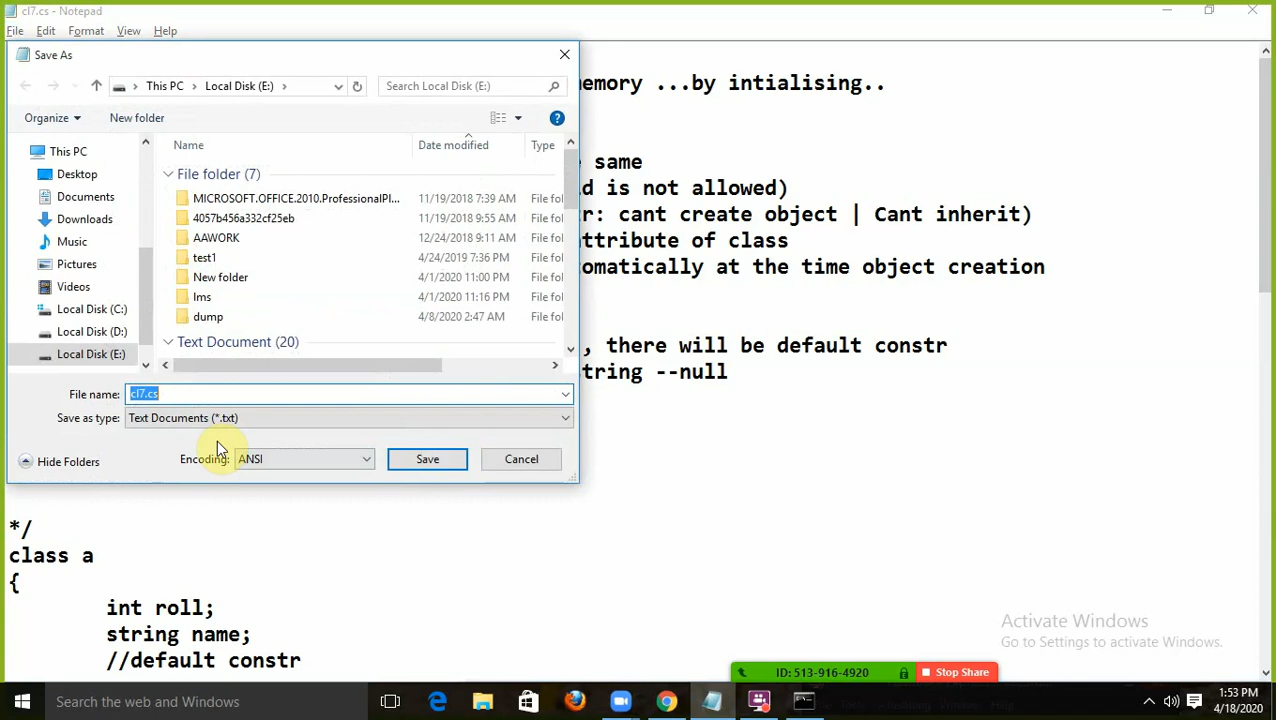 cl7.cs - Notepad
File Edit Format View Help
Save As
This PC Local Disk (E:) Search Local Disk (E:)
Organize New folder
Name Date modified Type
This PC
Desktop
Documents
Downloads
Music
Pictures
Videos
Local Disk (C:)
Local Disk (D:)
Local Disk (E:)
File folder (7)
MICROSOFT.OFFICE.2010.ProfessionalPl... 11/19/2018 7:39 AM File fol
4057b456a332cf25eb 11/19/2018 9:55 AM File fol
AAWORK 12/24/2018 9:11 AM File fol
test1 4/24/2019 7:36 PM File fol
New folder 4/1/2020 11:00 PM File fol
lms 4/1/2020 11:16 PM File fol
dump 4/8/2020 2:47 AM File fol
Text Document (20)
File name: cl7.cs
Save as type: Text Documents (*.txt)
Hide Folders Encoding: ANSI Save Cancel
emory ...by intialising..
same
d is not allowed)
r: cant create object | Cant inherit)
ttribute of class
omatically at the time object creation
, there will be default constr
tring --null
*/
class a
{
int roll;
string name;
//default constr
Activate Windows
Go to Settings to activate Windows.
ID: 513-916-4920 Stop Share
Search the web and Windows
1:53 PM
4/18/2020